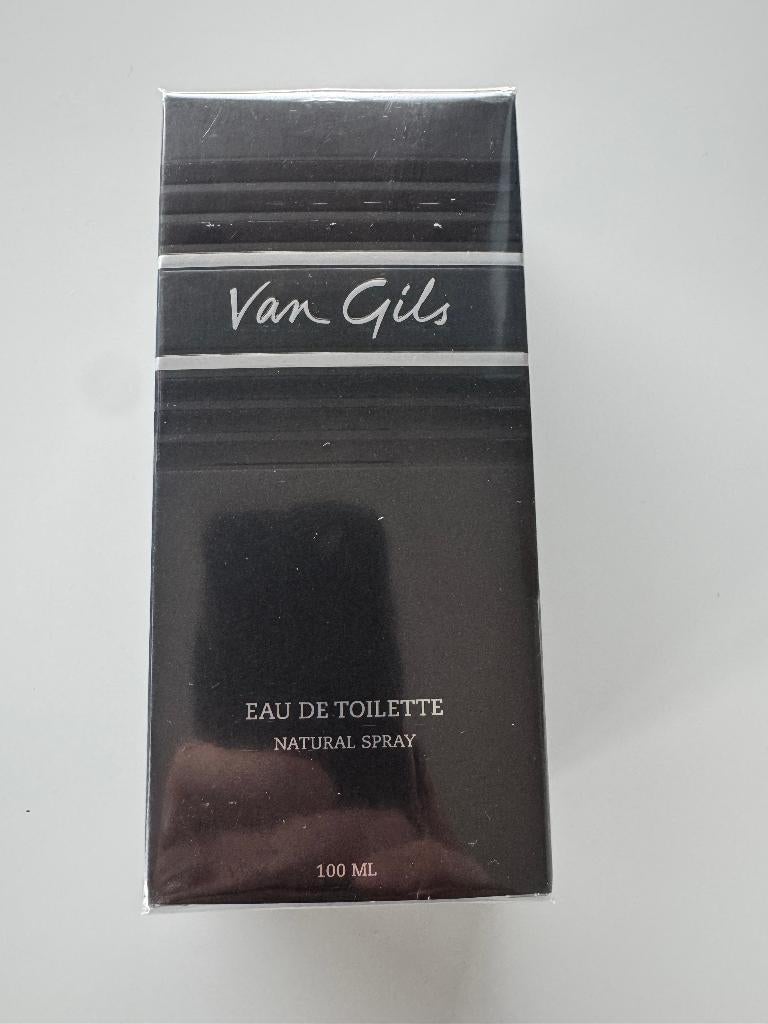 Van Gils
EAU DE TOILETTE
NATURAL SPRAY
100 ML